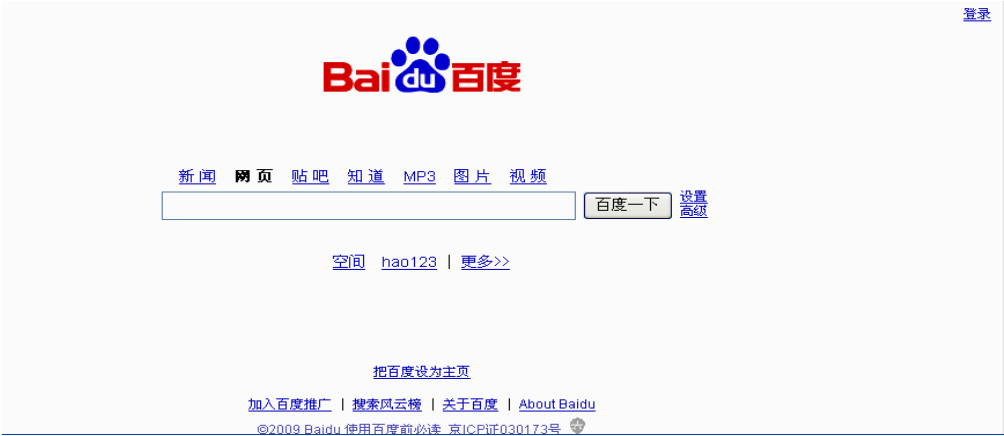 登录
Baidu百度
新闻 网页 贴吧 知道 MP3 图片 视频
百度一下 设置
高级
空间 hao123 | 更多>>
把百度设为主页
加入百度推广 | 搜索风云榜 | 关于百度 | About Baidu
©2009 Baidu 使用百度前必读 京ICP证030173号